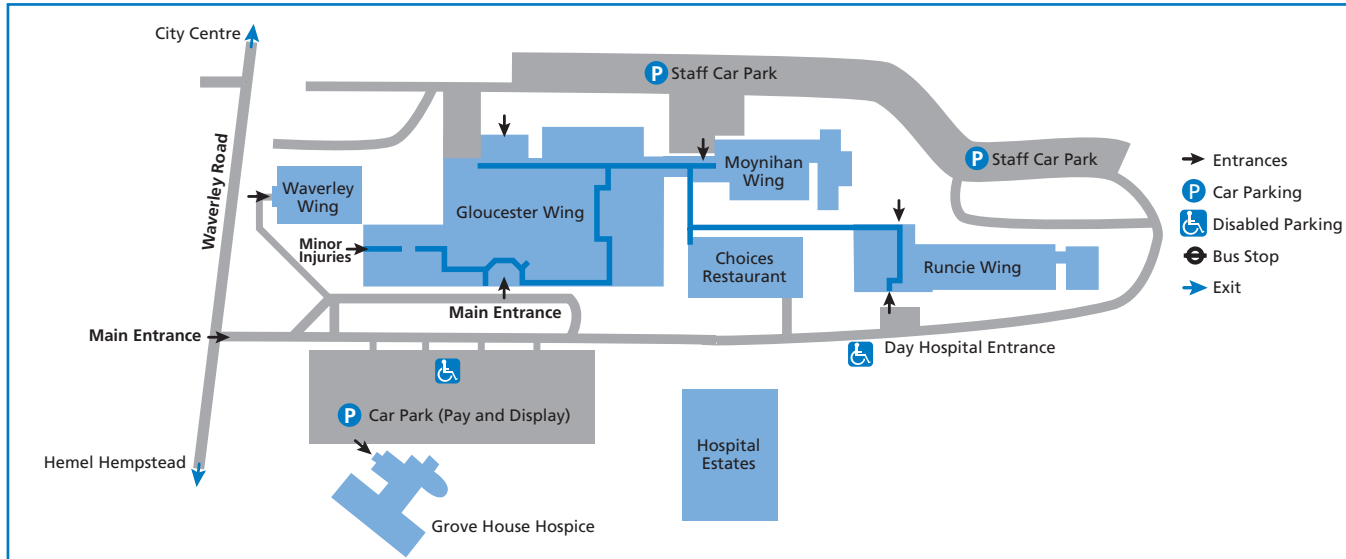 City Centre
Waverley Road
P Staff Car Park
P Staff Car Park
Entrances
P Car Parking
Disabled Parking
Bus Stop
Exit
Waverley
Wing
Gloucester Wing
Moynihan
Wing
Minor
Injuries
Choices
Restaurant
Runcie Wing
Main Entrance
Main Entrance
Day Hospital Entrance
P Car Park (Pay and Display)
Hospital
Estates
Hemel Hempstead
Grove House Hospice